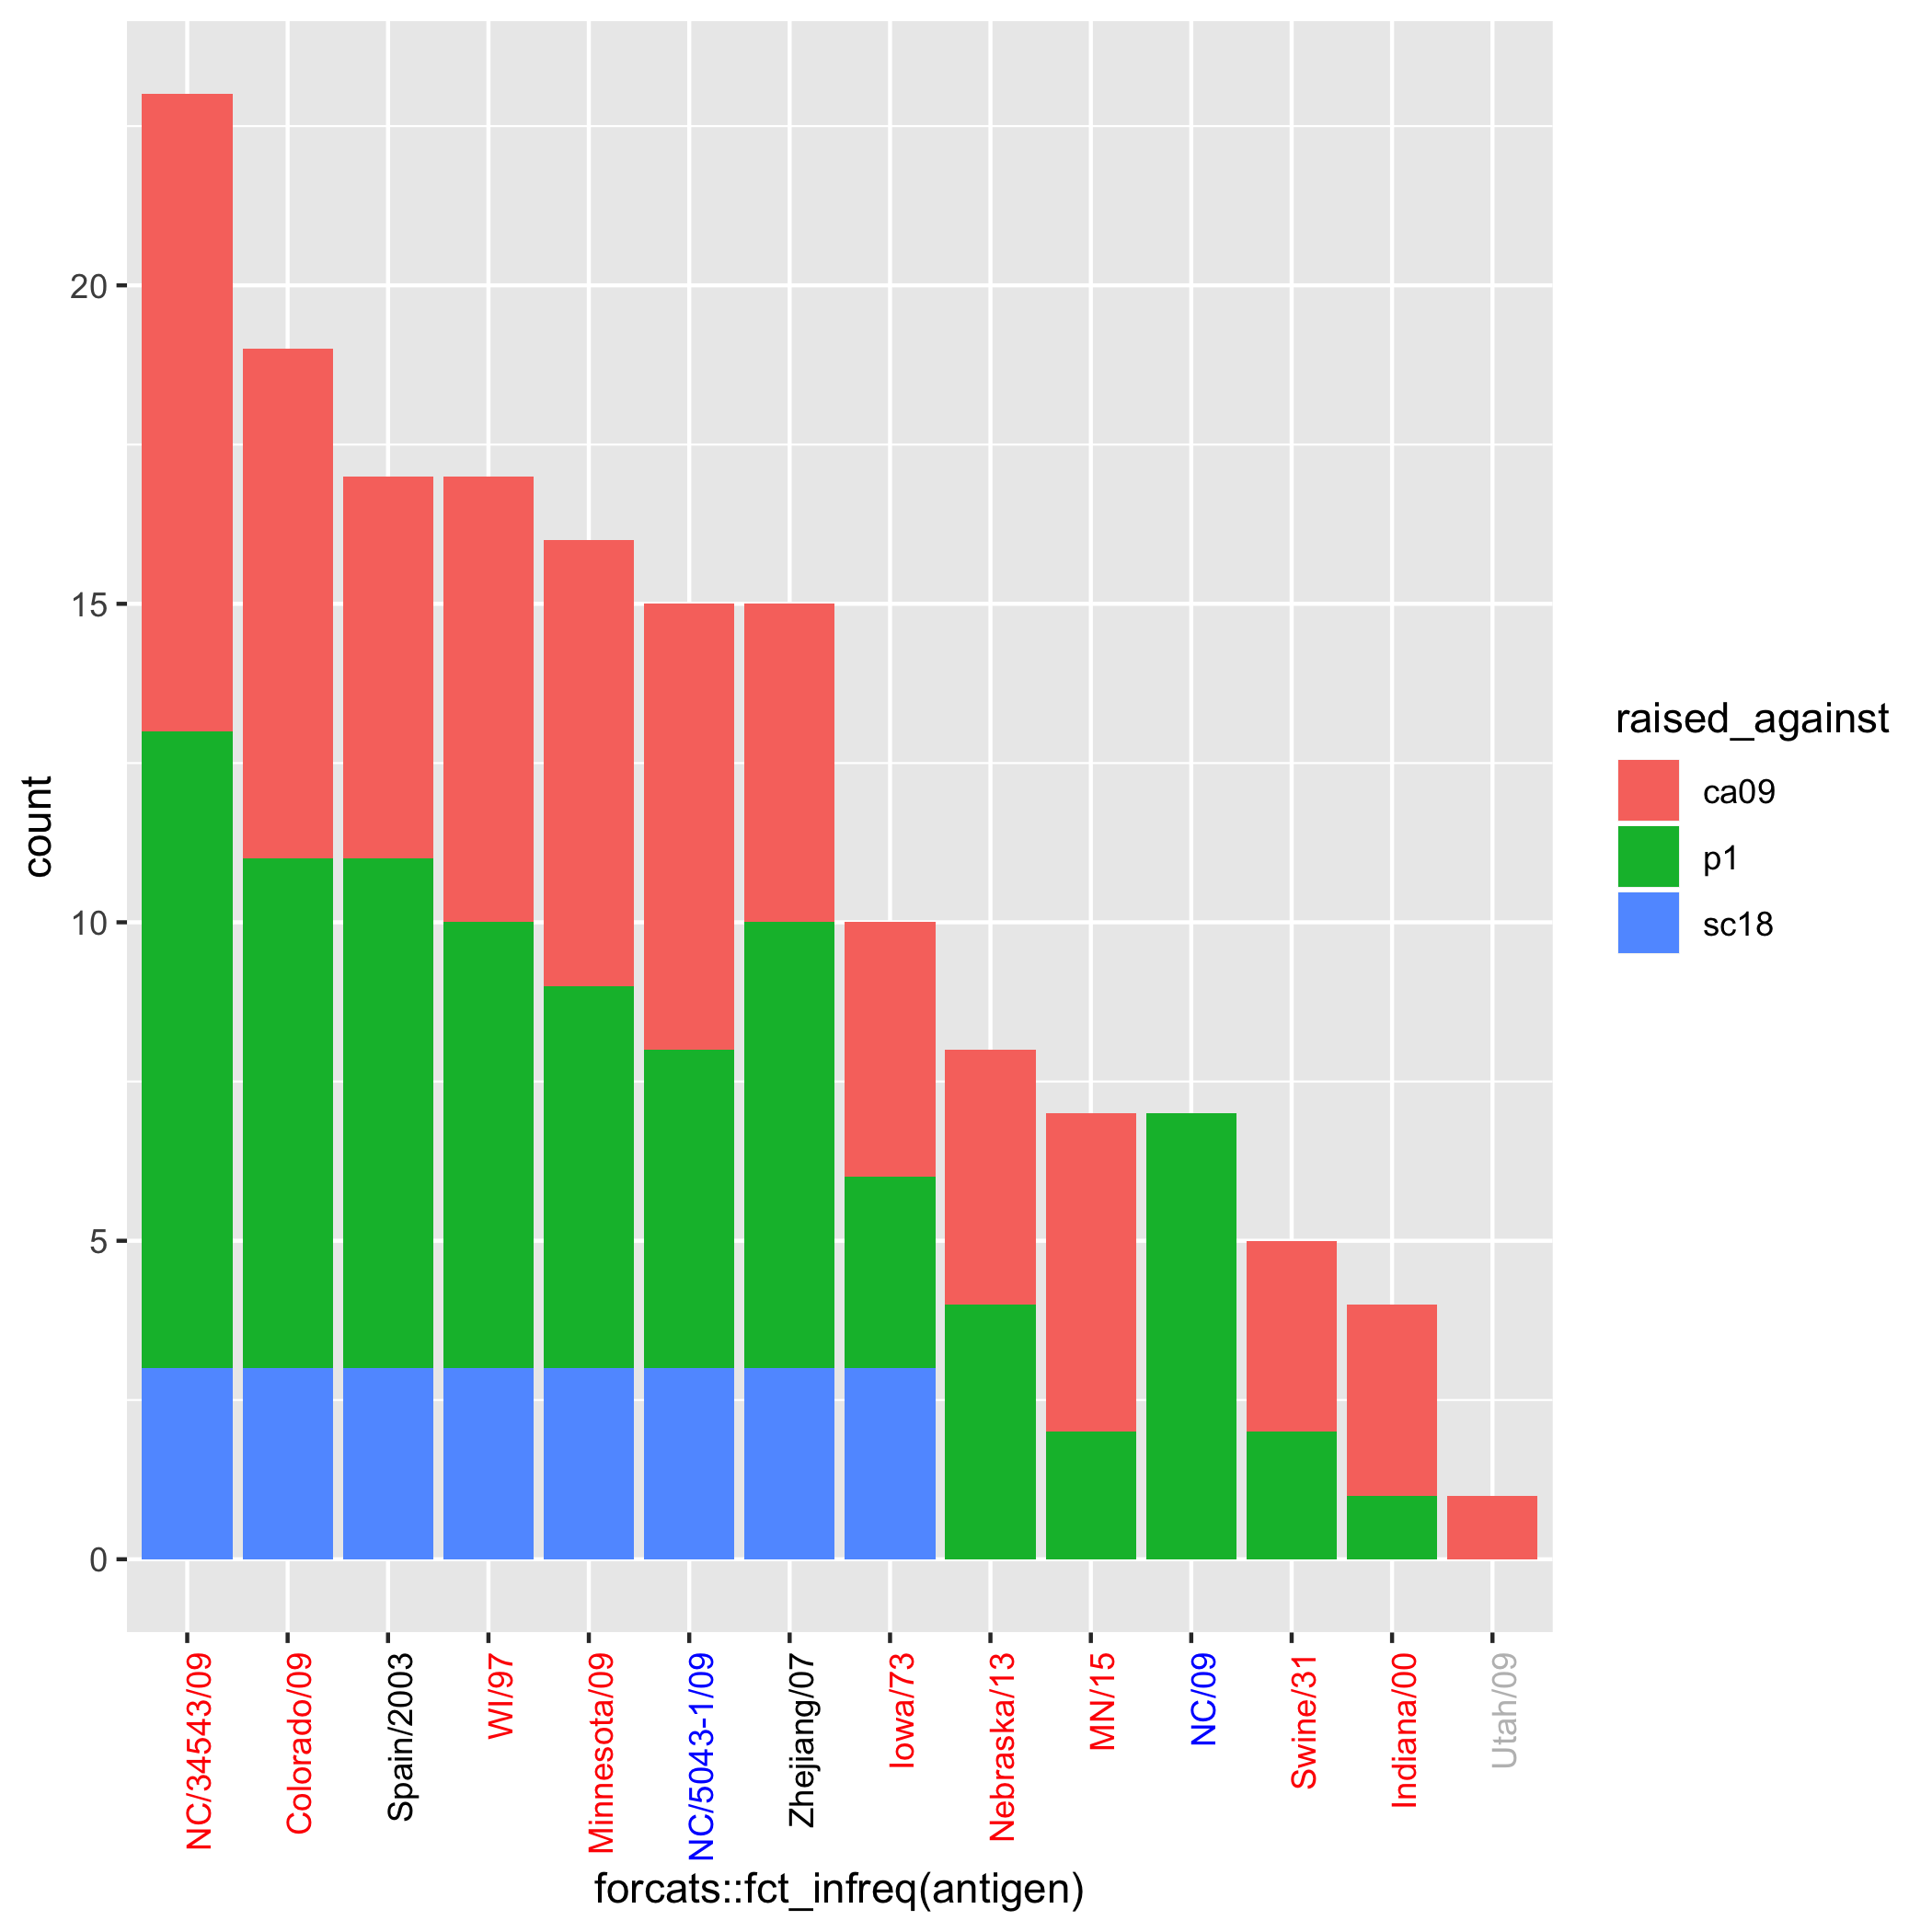 20
15
10
5
0
count
NC/34543/09
Colorado/09
Spain/2003
WI/97
Minnesota/09
NC/5043-1/09
Zhejiang/07
Iowa/73
Nebraska/13
MN/15
NC/09
Swine/31
Indiana/00
Utah/09
forcats::fct_infreq(antigen)
raised_against
ca09
p1
sc18